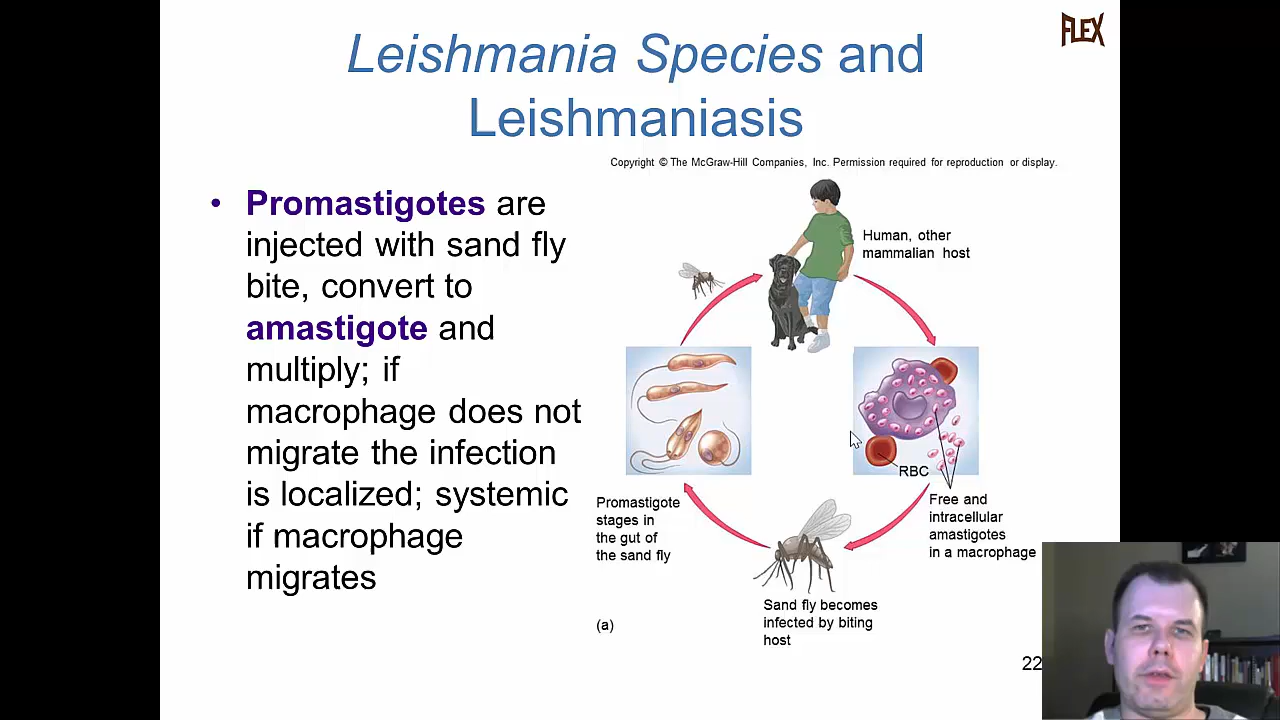 FLEX
Leishmania Species and
Leishmaniasis
Copyright © The McGraw-Hill Companies, Inc. Permission required for reproduction or display.
• Promastigotes are
injected with sand fly
bite, convert to
amastigote and
multiply; if
macrophage does not
migrate the infection
is localized; systemic
if macrophage
migrates
Human, other
mammalian host
RBC
Free and
intracellular
amastigotes
in a macrophage
Promastigote
stages in
the gut of
the sand fly
Sand fly becomes
infected by biting
host
(a)
22